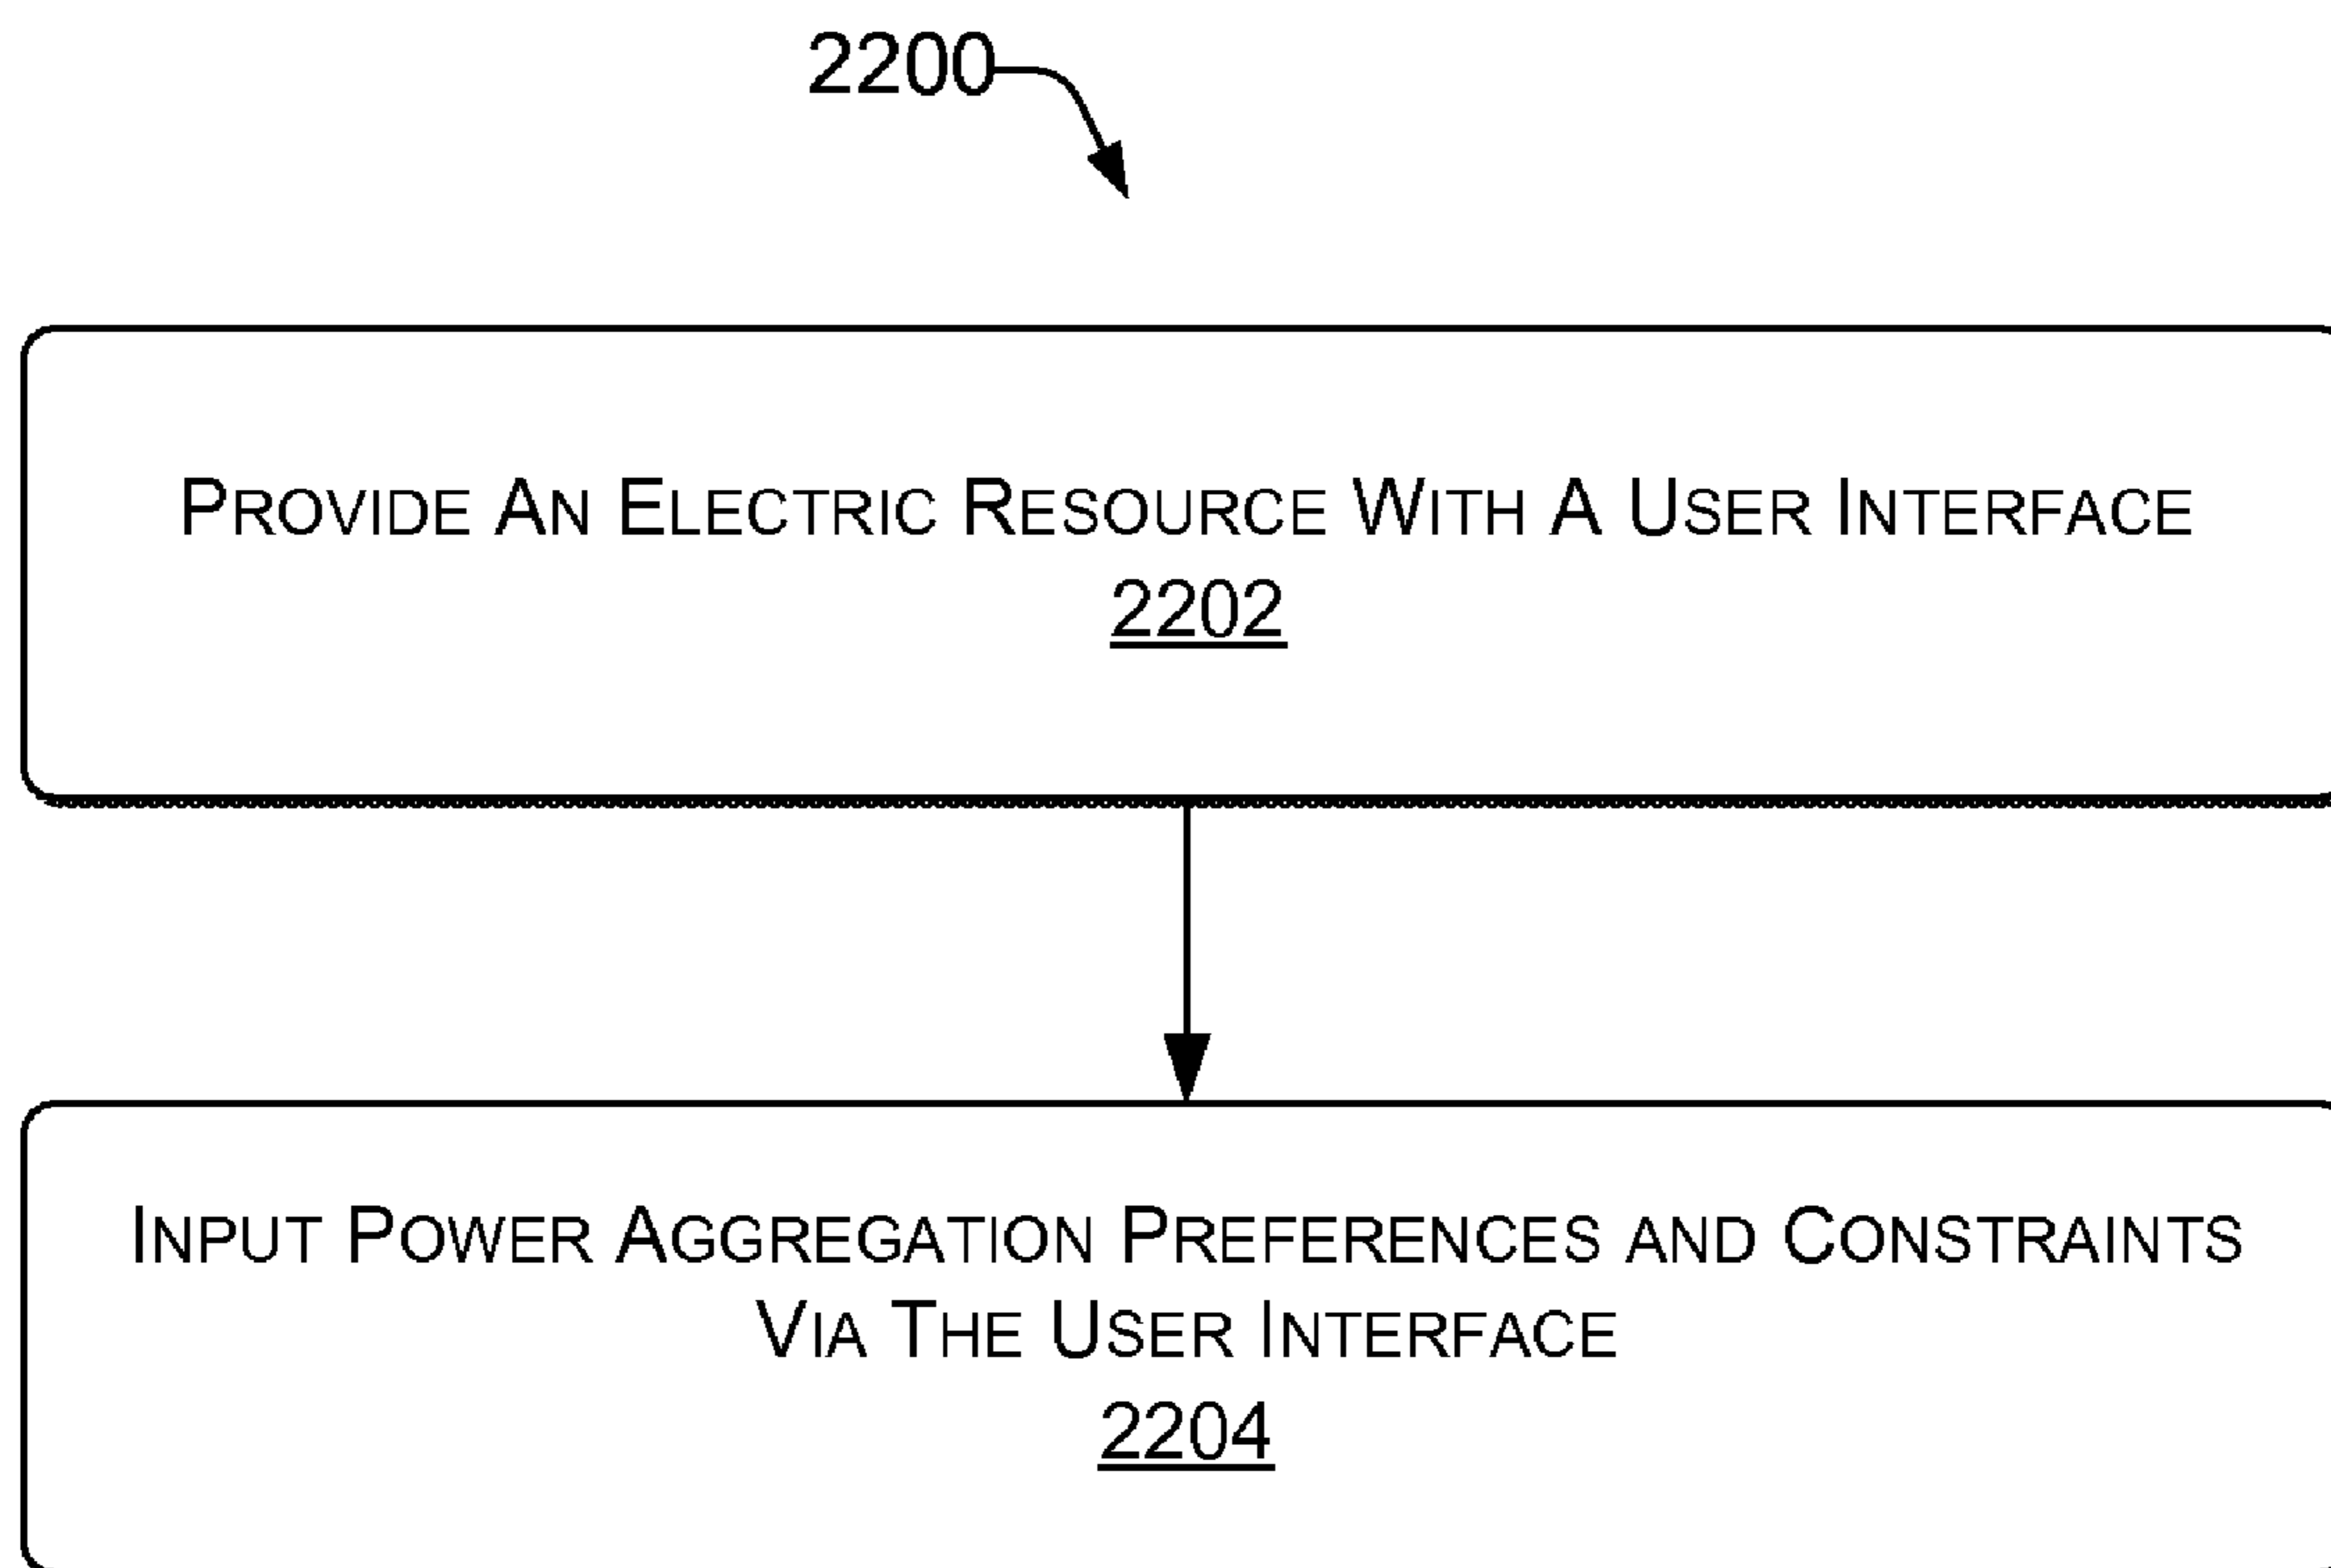 2200
Provide An Electric Resource With A User Interface
2202
Input Power Aggregation Preferences and Constraints
Via The User Interface
2204